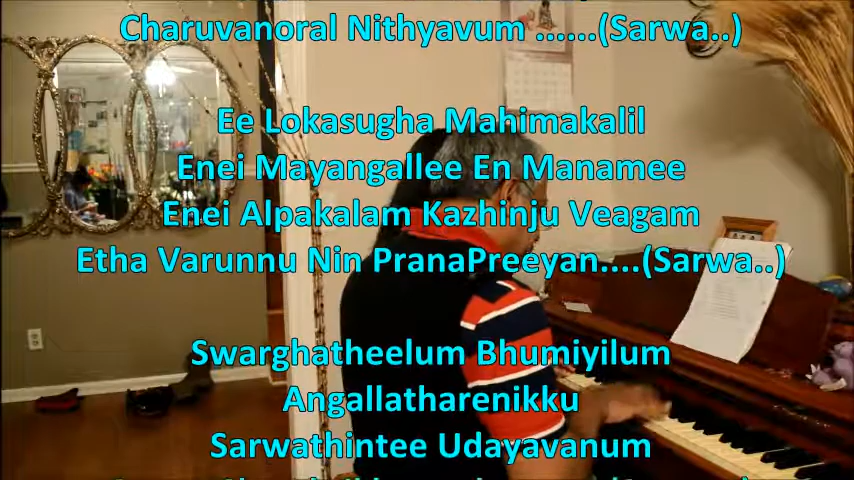 Charuvanoral Nithyavum ......(Sarwa..)
Ee Lokasugha Mahimakalil
Enei Mayangallee En Manamee
Enei Alpakalam Kazhinju Veagam
Etha Varunnu Nin PranaPreeyan....(Sarwa..)
Swarghatheelum Bhumiyilum
Angallatharenikku
Sarwathintee Udayavanum